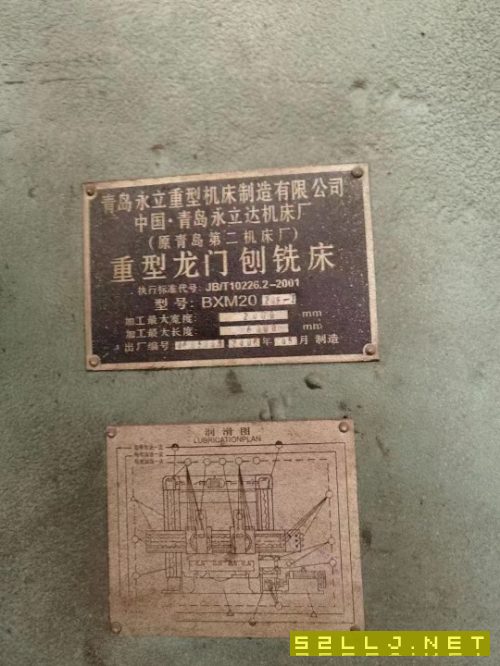 青岛永立重型机床制造有限公司
中国·青岛永立达机床厂
(原青岛第二机床厂)
重型龙门刨铣床
执行标准代号: JB/T10226.2-2001
型号: BXM20
加工最大宽度: 2000 mm
加工最大长度: 6000 mm
出厂编号 年 月 制造
润滑图
LUBRICATIONPLAN
52LLJ.NET